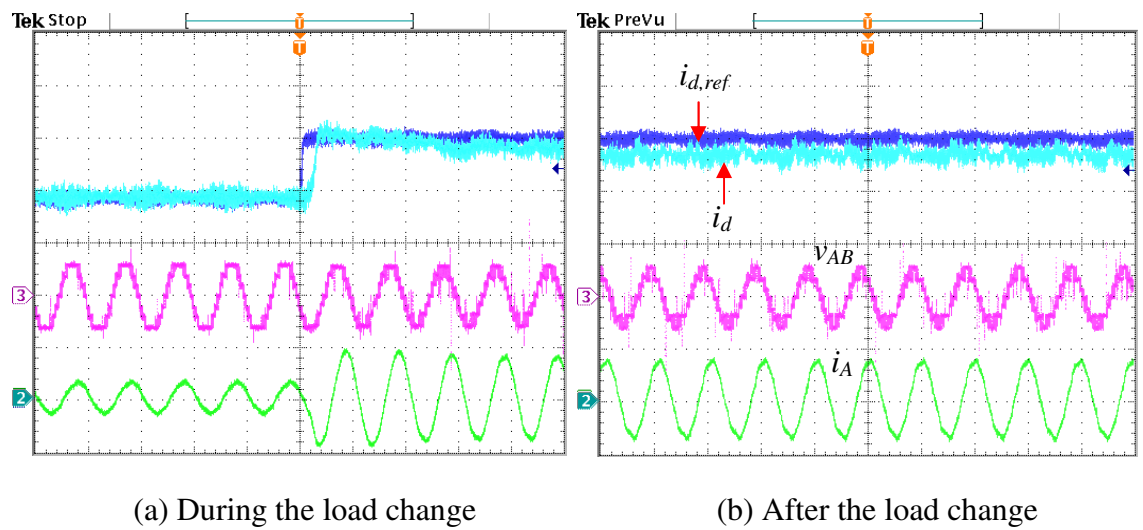 Tek Stop
T
T
3
2
Tek PreVu
T
T
i_{d,ref}
i_d
v_{AB}
3
i_A
2
(a) During the load change
(b) After the load change